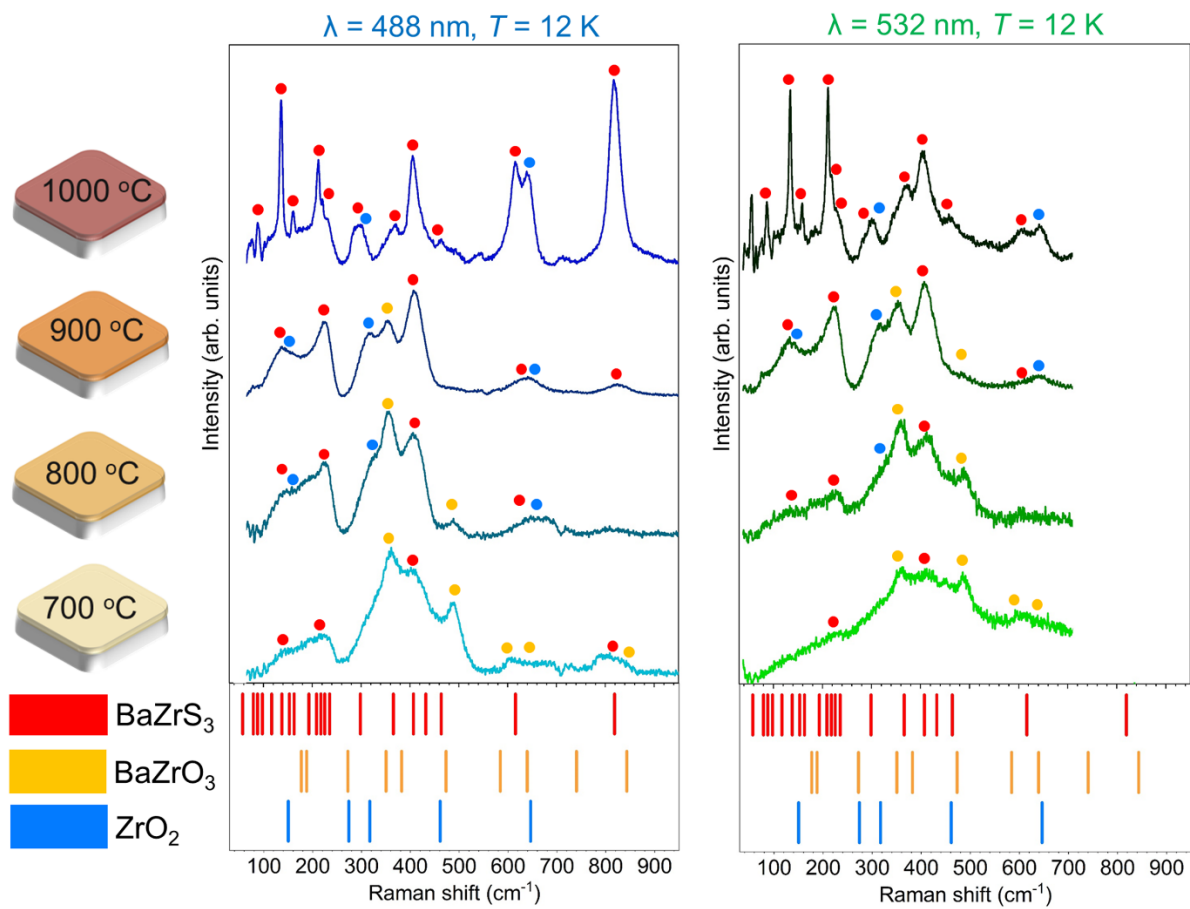 λ = 488 nm, T = 12 K
λ = 532 nm, T = 12 K
1000 °C
900 °C
800 °C
700 °C
Intensity (arb. units)
Intensity (arb. units)
BaZrS₃
BaZrO₃
ZrO₂
100 200 300 400 500 600 700 800 900
Raman shift (cm⁻¹)
100 200 300 400 500 600 700 800 900
Raman shift (cm⁻¹)